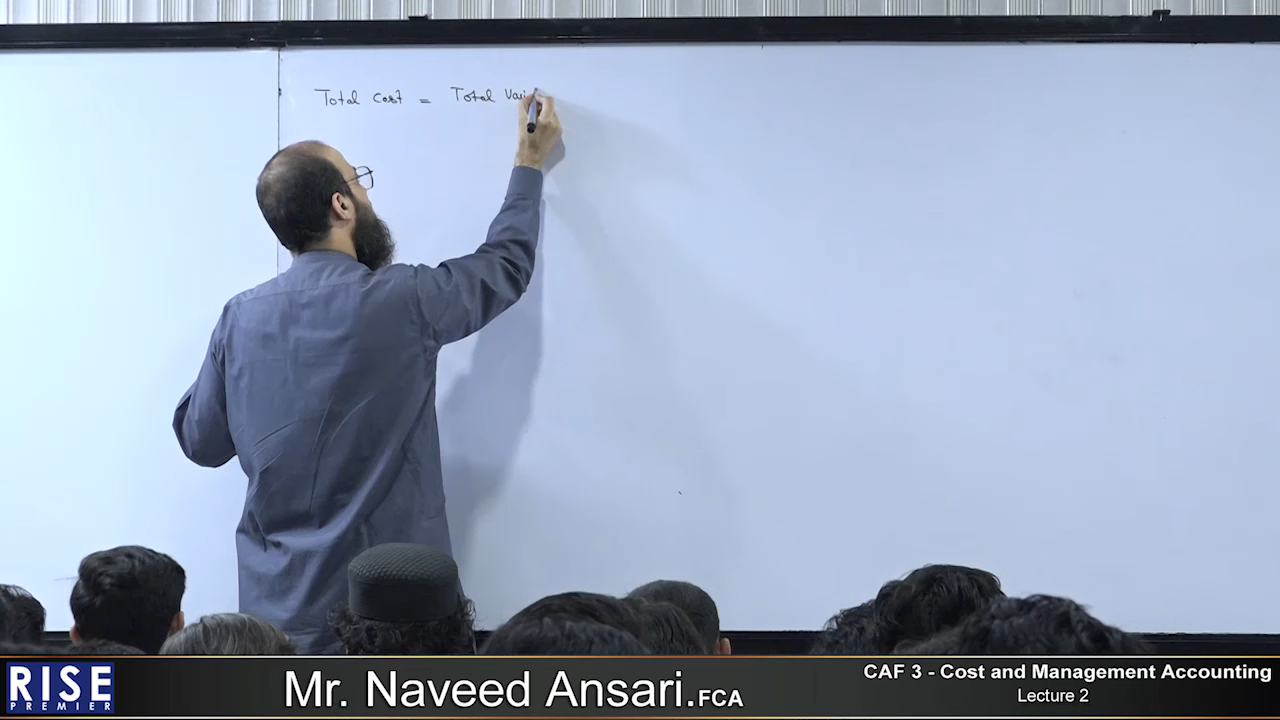 Total cost = Total Vari
RISE
PREMIER
Mr. Naveed Ansari.FCA
CAF 3 - Cost and Management Accounting
Lecture 2